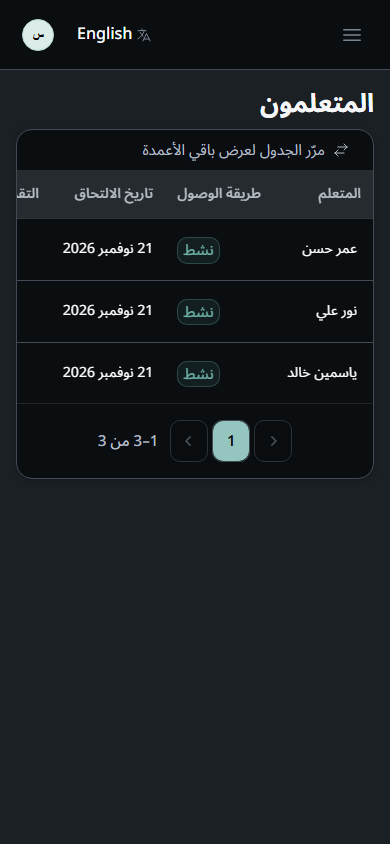 س
English
المتعلمون
مرّر الجدول لعرض باقي الأعمدة
المتعلم طريقة الوصول تاريخ الالتحاق
عمر حسن نشط 21 نوفمبر 2026
نور علي نشط 21 نوفمبر 2026
ياسمين خالد نشط 21 نوفمبر 2026
1 1–3 من 3